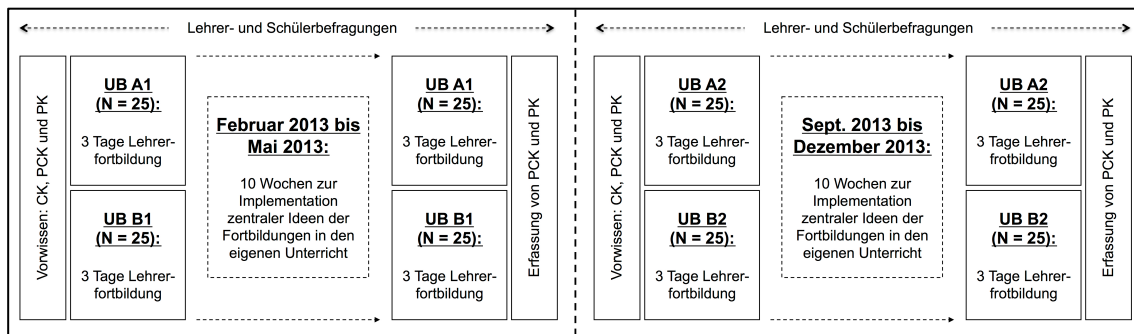 Lehrer- und Schülerbefragungen
Vorwissen: CK, PCK und PK
UB A1
(N = 25):
3 Tage Lehrer-
fortbildung
UB B1
(N = 25):
3 Tage Lehrer-
fortbildung
Februar 2013 bis
Mai 2013:
10 Wochen zur
Implementation
zentraler Ideen der
Fortbildungen in den
eigenen Unterricht
UB A1
(N = 25):
3 Tage Lehrer-
fortbildung
UB B1
(N = 25):
3 Tage Lehrer-
fortbildung
Erfassung von PCK und PK
Lehrer- und Schülerbefragungen
Vorwissen: CK, PCK und PK
UB A2
(N = 25):
3 Tage Lehrer-
fortbildung
UB B2
(N = 25):
3 Tage Lehrer-
fortbildung
Sept. 2013 bis
Dezember 2013:
10 Wochen zur
Implementation
zentraler Ideen der
Fortbildungen in den
eigenen Unterricht
UB A2
(N = 25):
3 Tage Lehrer-
fortbildung
UB B2
(N = 25):
3 Tage Lehrer-
frotbildung
Erfassung von PCK und PK